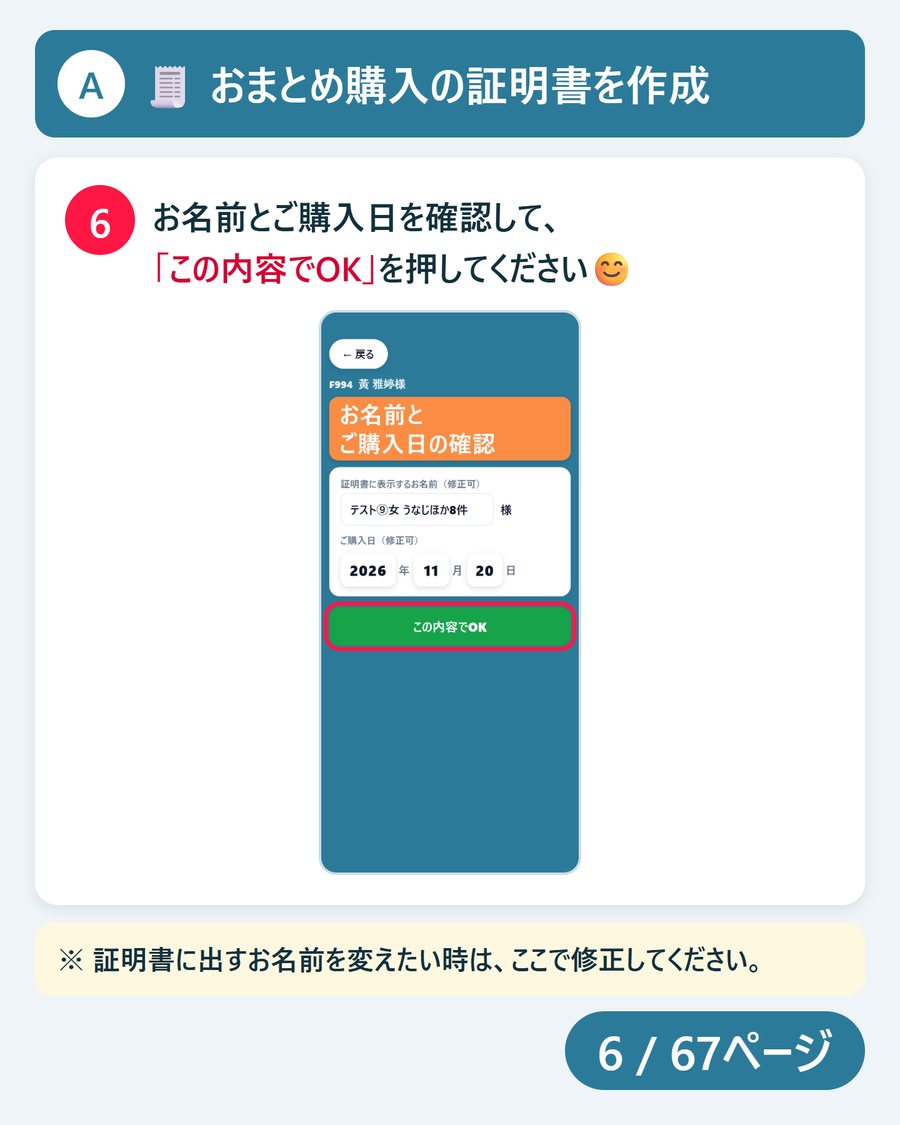 A おまとめ購入の証明書を作成
6 お名前とご購入日を確認して、
「この内容でOK」を押してください
← 戻る
F994 黃 雅婷様
お名前と
ご購入日の確認
証明書に表示するお名前（修正可）
テスト⑨女 うなじほか8件 様
ご購入日（修正可）
2026 年 11 月 20 日
この内容でOK
※ 証明書に出すお名前を変えたい時は、ここで修正してください。
6 / 67ページ